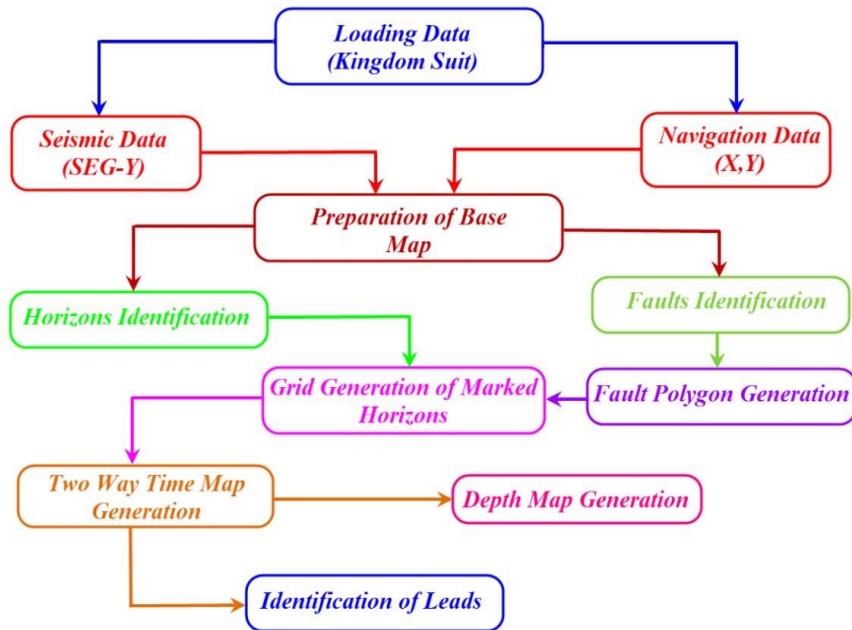 Loading Data
(Kingdom Suit)
Seismic Data
(SEG-Y)
Navigation Data
(X,Y)
Preparation of Base
Map
Horizons Identification
Faults Identification
Grid Generation of Marked
Horizons
Fault Polygon Generation
Two Way Time Map
Generation
Depth Map Generation
Identification of Leads